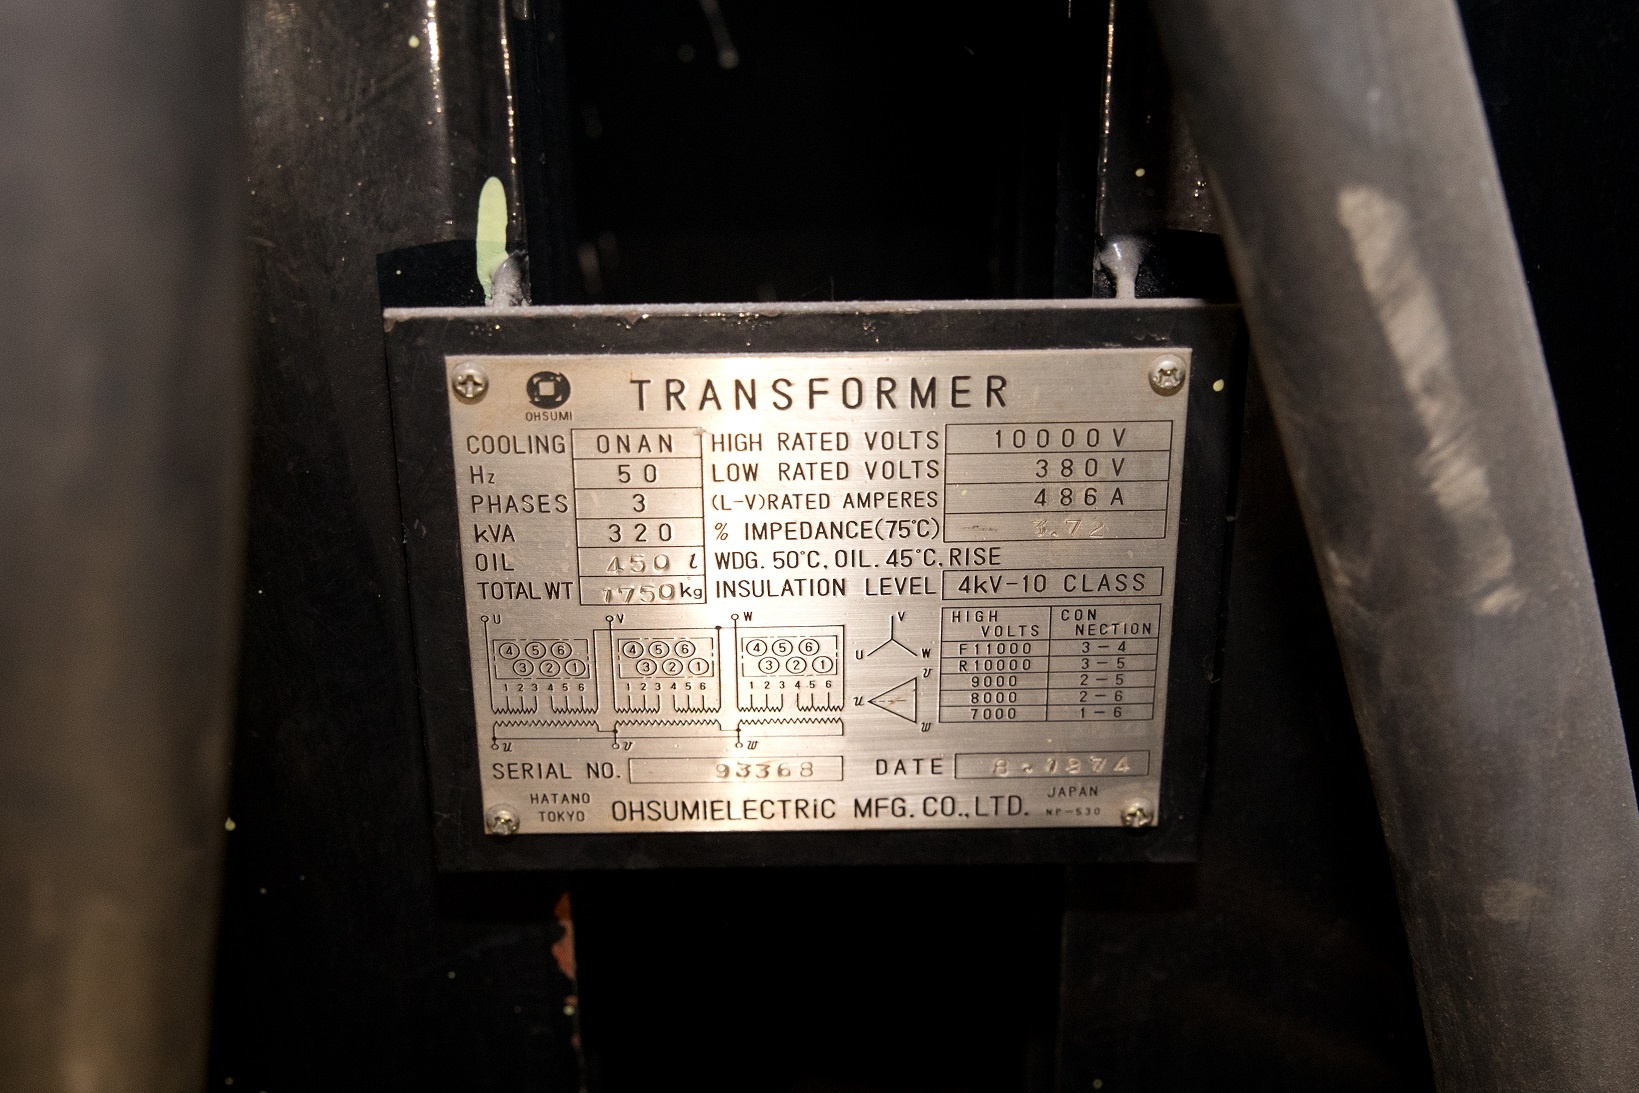 OHSUMI
TRANSFORMER
COOLING ONAN HIGH RATED VOLTS 10000V
Hz 50 LOW RATED VOLTS 380V
PHASES 3 (L-V)RATED AMPERES 486A
kVA 320 % IMPEDANCE(75°C) 3.72
OIL 450 l WDG. 50°C, OIL. 45°C, RISE
TOTAL WT 1750kg INSULATION LEVEL 4kV-10 CLASS
U V W
4 5 6 4 5 6 4 5 6
3 2 1 3 2 1 3 2 1
1 2 3 4 5 6 1 2 3 4 5 6 1 2 3 4 5 6
u v w
V
U W
v
u
w
HIGH VOLTS CON NECTION
F11000 3-4
R10000 3-5
9000 2-5
8000 2-6
7000 1-6
SERIAL NO. 93368 DATE 8-1974
HATANO
TOKYO
OHSUMIELECTRiC MFG. CO., LTD.
JAPAN
NP-530